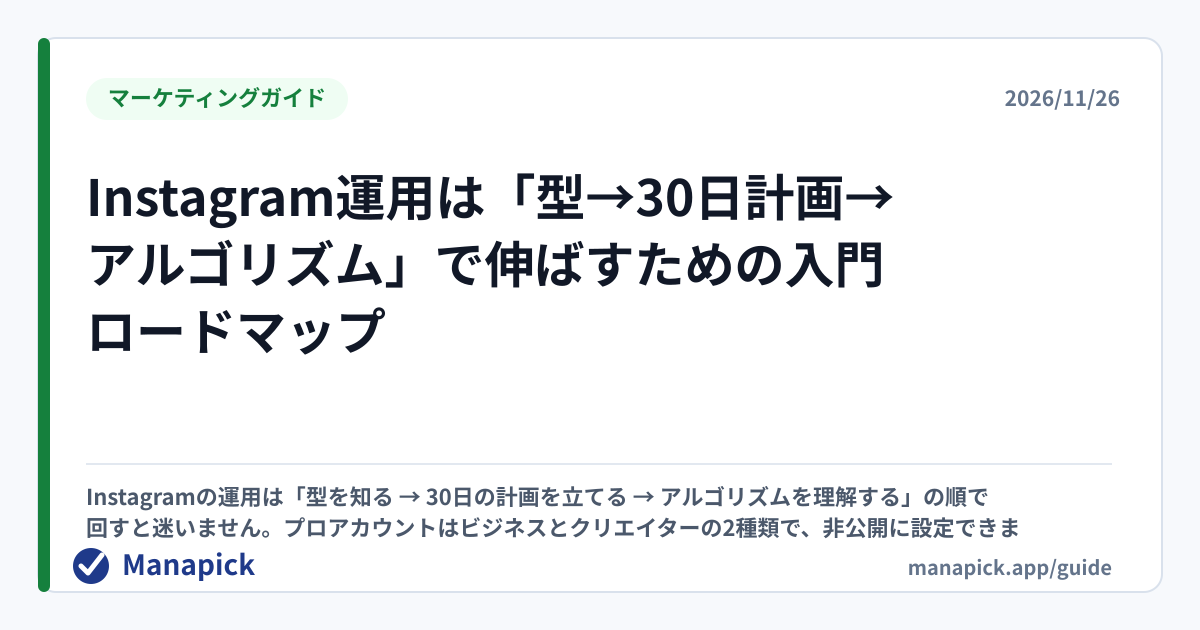 マーケティングガイド
2026/11/26
Instagram運用は「型→30日計画→
アルゴリズム」で伸ばすための入門
ロードマップ
Instagramの運用は「型を知る → 30日の計画を立てる → アルゴリズムを理解する」の順で
回すと迷いません。プロアカウントはビジネスとクリエイターの2種類で、非公開に設定できま
Manapick
manapick.app/guide